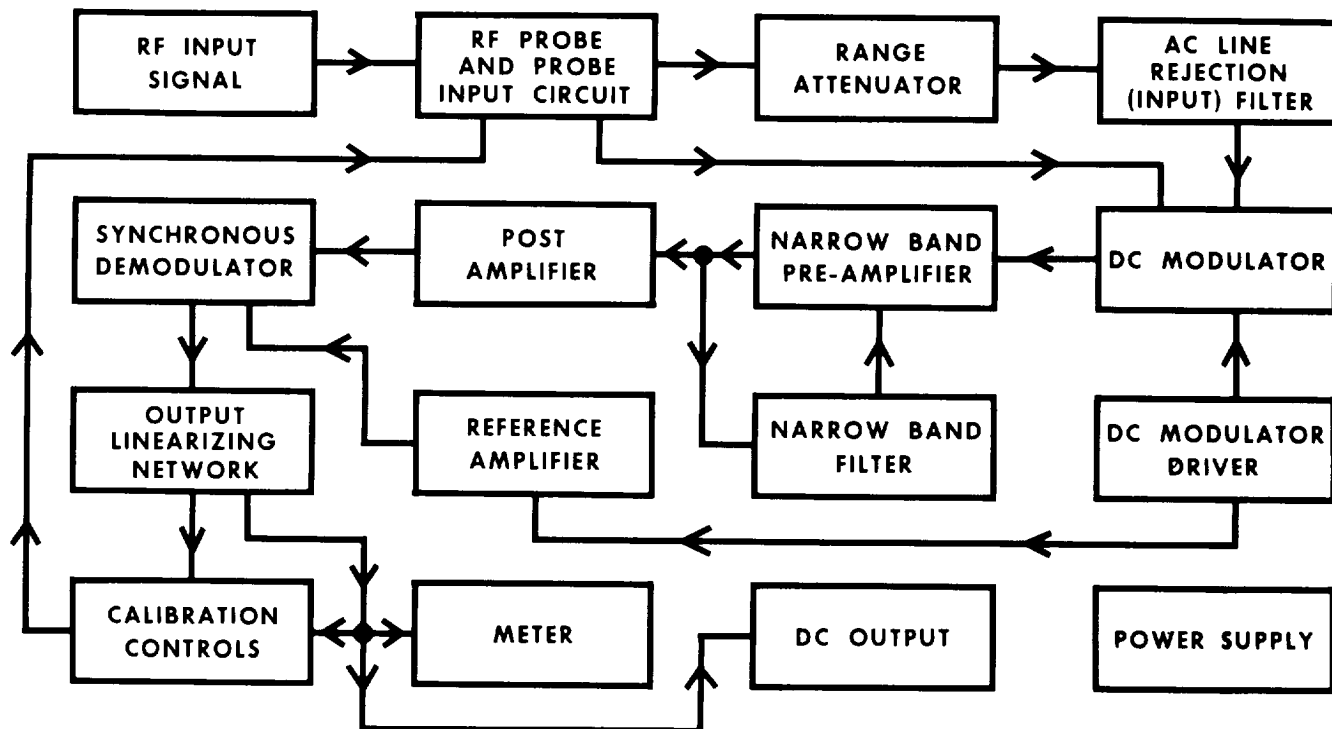 RF INPUT
SIGNAL
RF PROBE
AND PROBE
INPUT CIRCUIT
RANGE
ATTENUATOR
AC LINE
REJECTION
(INPUT) FILTER
SYNCHRONOUS
DEMODULATOR
POST
AMPLIFIER
NARROW BAND
PRE-AMPLIFIER
DC MODULATOR
OUTPUT
LINEARIZING
NETWORK
REFERENCE
AMPLIFIER
NARROW BAND
FILTER
DC MODULATOR
DRIVER
CALIBRATION
CONTROLS
METER
DC OUTPUT
POWER SUPPLY